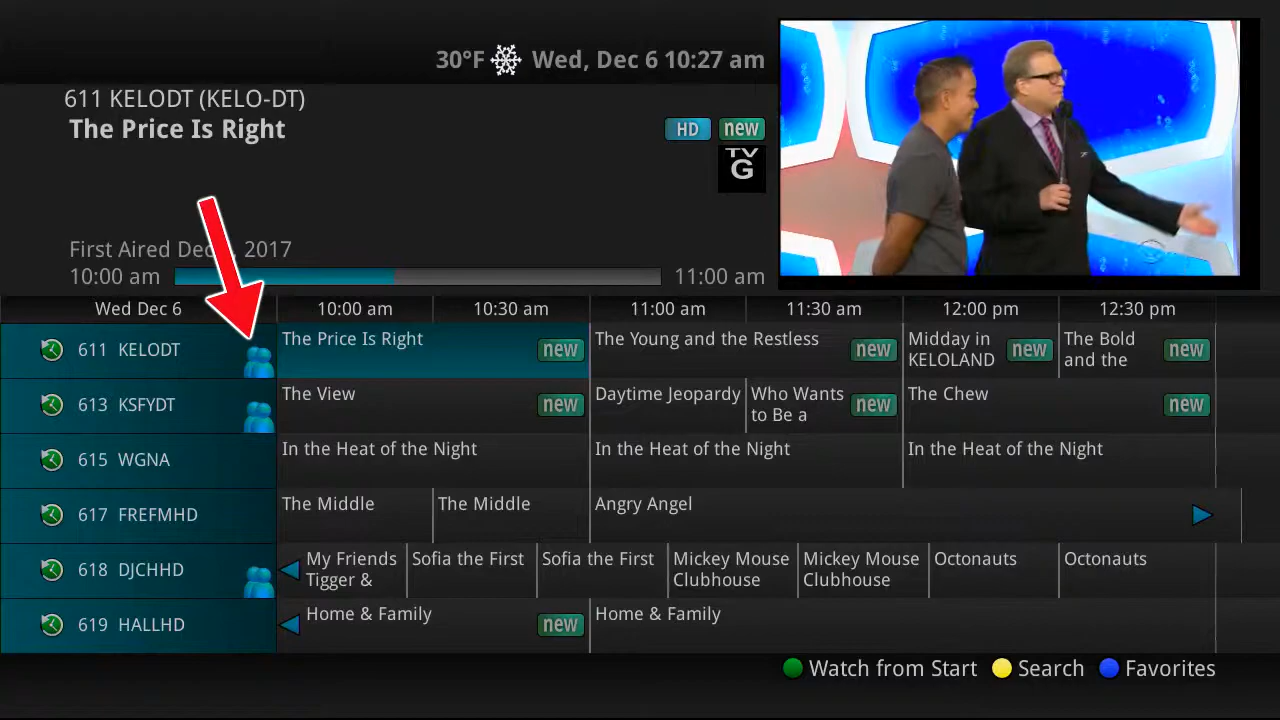 30°F Wed, Dec 6 10:27 am
611 KELODT (KELO-DT)
The Price Is Right
HD new
TV
G
First Aired Dec , 2017
10:00 am 11:00 am
Wed Dec 6 10:00 am 10:30 am 11:00 am 11:30 am 12:00 pm 12:30 pm
611 KELODT The Price Is Right new The Young and the Restless new Midday in new The Bold new
KELOLAND and the
613 KSFYDT The View new Daytime Jeopardy Who Wants new The Chew new
to Be a
615 WGNA In the Heat of the Night In the Heat of the Night In the Heat of the Night
617 FREFMHD The Middle The Middle Angry Angel
618 DJCHHD My Friends Sofia the First Sofia the First Mickey Mouse Mickey Mouse Octonauts Octonauts
Tigger & Clubhouse Clubhouse
619 HALLHD Home & Family new Home & Family
Watch from Start Search Favorites